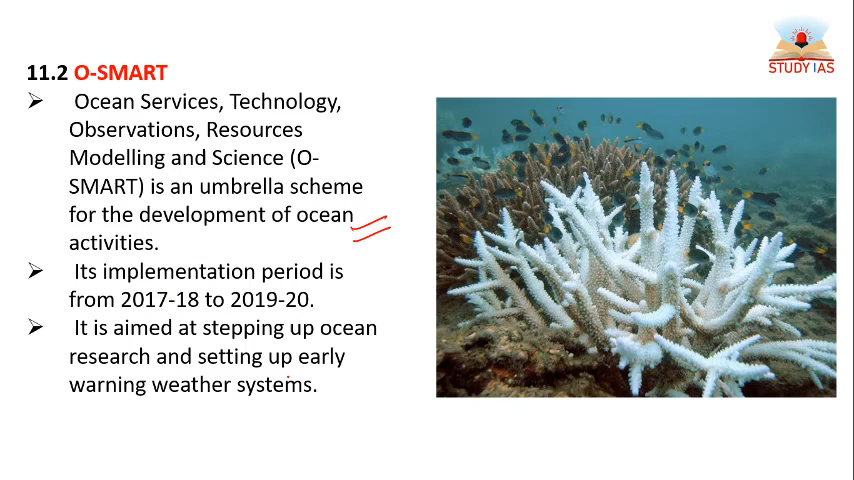 STUDY IAS
11.2 O-SMART
➢ Ocean Services, Technology,
Observations, Resources
Modelling and Science (O-
SMART) is an umbrella scheme
for the development of ocean
activities.
➢ Its implementation period is
from 2017-18 to 2019-20.
➢ It is aimed at stepping up ocean
research and setting up early
warning weather systems.